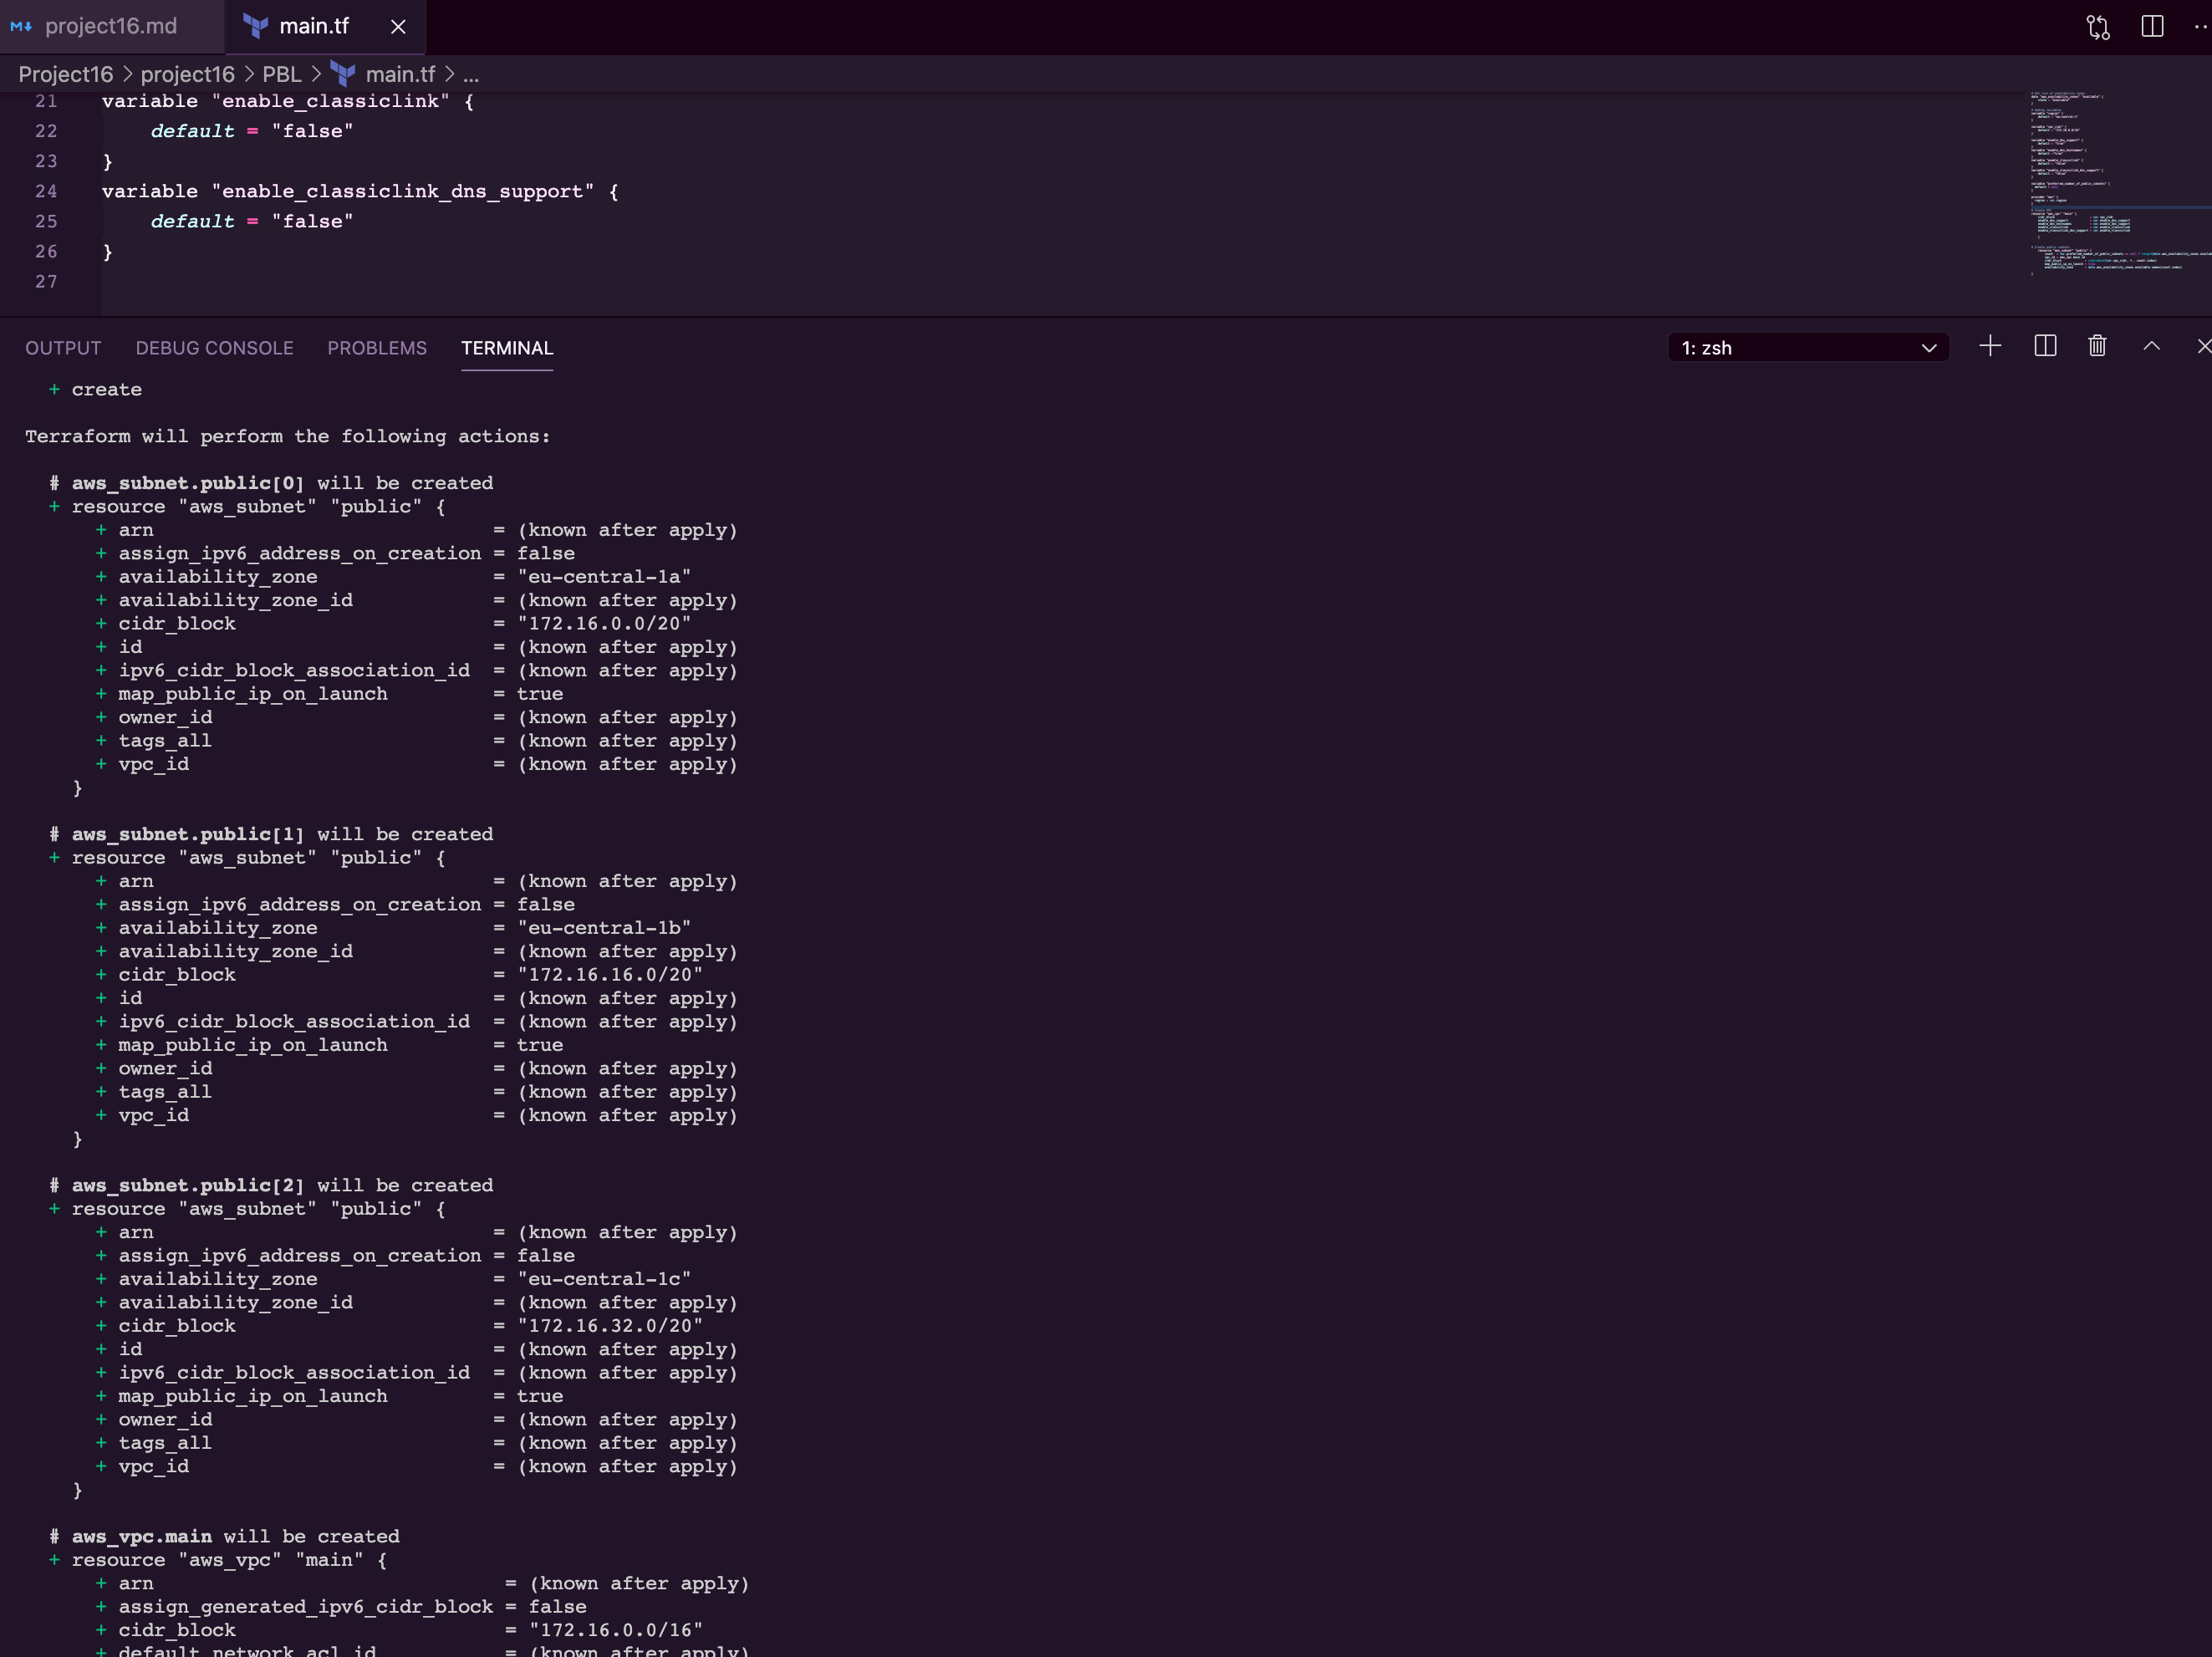 project16.md
main.tf
Project16 > project16 > PBL > main.tf > ...
21 variable "enable_classiclink" {
22 default = "false"
23 }
24 variable "enable_classiclink_dns_support" {
25 default = "false"
26 }
27
OUTPUT DEBUG CONSOLE PROBLEMS TERMINAL 1: zsh
+ create
Terraform will perform the following actions:
# aws_subnet.public[0] will be created
+ resource "aws_subnet" "public" {
+ arn = (known after apply)
+ assign_ipv6_address_on_creation = false
+ availability_zone = "eu-central-1a"
+ availability_zone_id = (known after apply)
+ cidr_block = "172.16.0.0/20"
+ id = (known after apply)
+ ipv6_cidr_block_association_id = (known after apply)
+ map_public_ip_on_launch = true
+ owner_id = (known after apply)
+ tags_all = (known after apply)
+ vpc_id = (known after apply)
}
# aws_subnet.public[1] will be created
+ resource "aws_subnet" "public" {
+ arn = (known after apply)
+ assign_ipv6_address_on_creation = false
+ availability_zone = "eu-central-1b"
+ availability_zone_id = (known after apply)
+ cidr_block = "172.16.16.0/20"
+ id = (known after apply)
+ ipv6_cidr_block_association_id = (known after apply)
+ map_public_ip_on_launch = true
+ owner_id = (known after apply)
+ tags_all = (known after apply)
+ vpc_id = (known after apply)
}
# aws_subnet.public[2] will be created
+ resource "aws_subnet" "public" {
+ arn = (known after apply)
+ assign_ipv6_address_on_creation = false
+ availability_zone = "eu-central-1c"
+ availability_zone_id = (known after apply)
+ cidr_block = "172.16.32.0/20"
+ id = (known after apply)
+ ipv6_cidr_block_association_id = (known after apply)
+ map_public_ip_on_launch = true
+ owner_id = (known after apply)
+ tags_all = (known after apply)
+ vpc_id = (known after apply)
}
# aws_vpc.main will be created
+ resource "aws_vpc" "main" {
+ arn = (known after apply)
+ assign_generated_ipv6_cidr_block = false
+ cidr_block = "172.16.0.0/16"
+ default_network_acl_id = (known after apply)